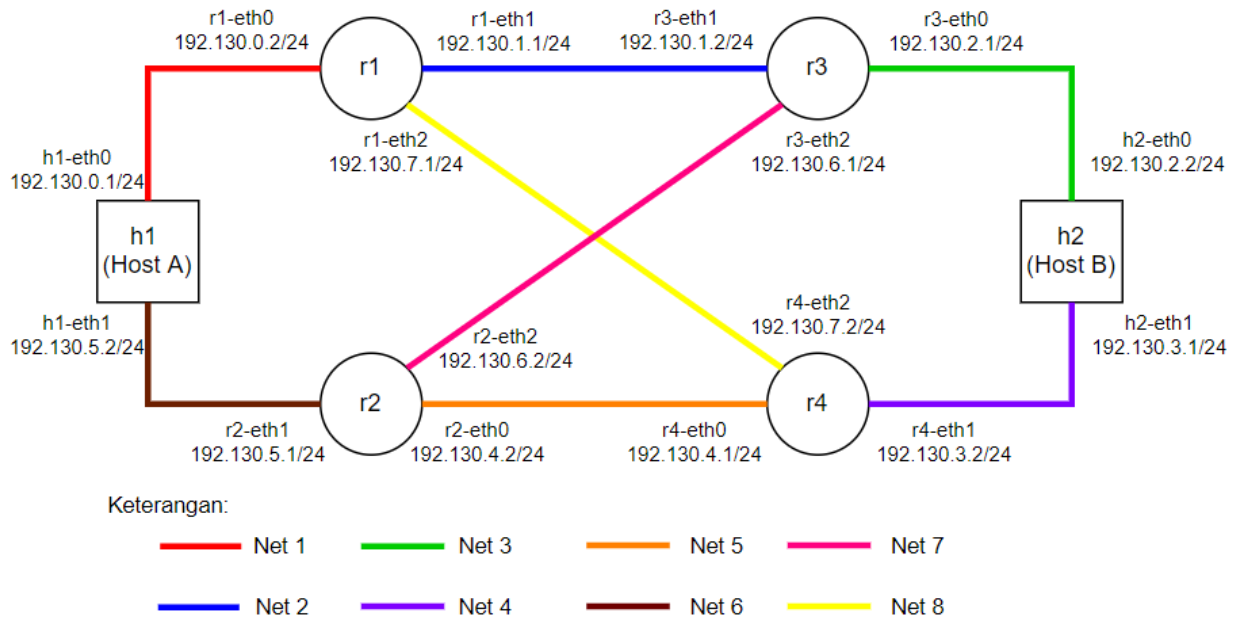 r1-eth0
192.130.0.2/24
r1
r1-eth1
192.130.1.1/24
r3-eth1
192.130.1.2/24
r3
r3-eth0
192.130.2.1/24
r1-eth2
192.130.7.1/24
r3-eth2
192.130.6.1/24
h1-eth0
192.130.0.1/24
h2-eth0
192.130.2.2/24
h1
(Host A)
h2
(Host B)
h1-eth1
192.130.5.2/24
r2-eth2
192.130.6.2/24
r4-eth2
192.130.7.2/24
h2-eth1
192.130.3.1/24
r2
r4
r2-eth1
192.130.5.1/24
r2-eth0
192.130.4.2/24
r4-eth0
192.130.4.1/24
r4-eth1
192.130.3.2/24
Keterangan:
Net 1
Net 3
Net 5
Net 7
Net 2
Net 4
Net 6
Net 8